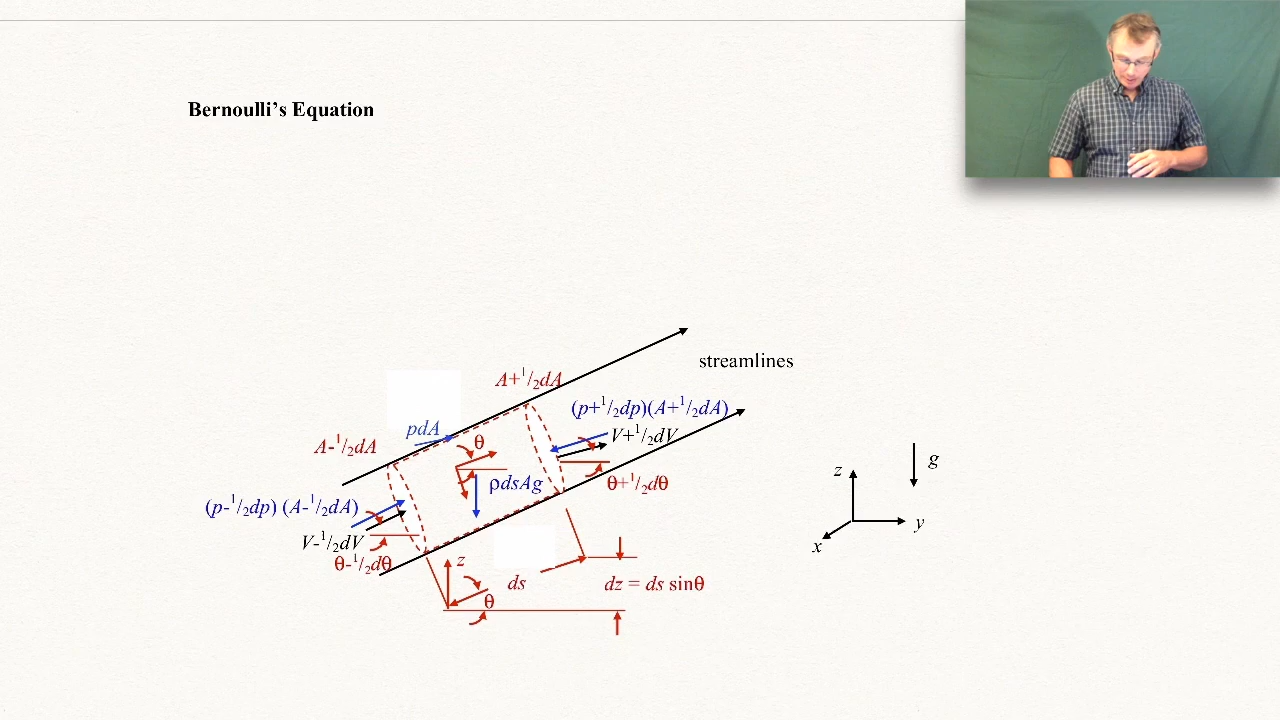 Bernoulli's Equation
streamlines
A+¹/₂dA
(p+¹/₂dp)(A+¹/₂dA)
pdA
V+¹/₂dV
A-¹/₂dA
θ
g
z
ρdsAg
θ+¹/₂dθ
(p-¹/₂dp) (A-¹/₂dA)
y
V-¹/₂dV
x
θ-¹/₂dθ
z
ds
dz = ds sinθ
θ